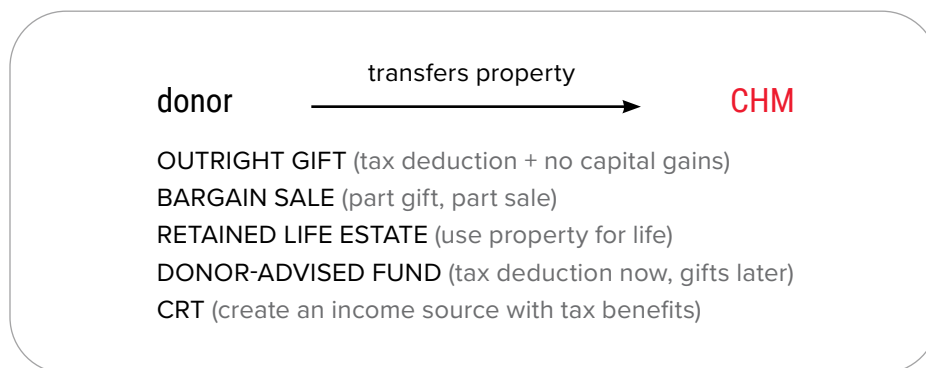 transfers property
donor CHM
OUTRIGHT GIFT (tax deduction + no capital gains)
BARGAIN SALE (part gift, part sale)
RETAINED LIFE ESTATE (use property for life)
DONOR-ADVISED FUND (tax deduction now, gifts later)
CRT (create an income source with tax benefits)